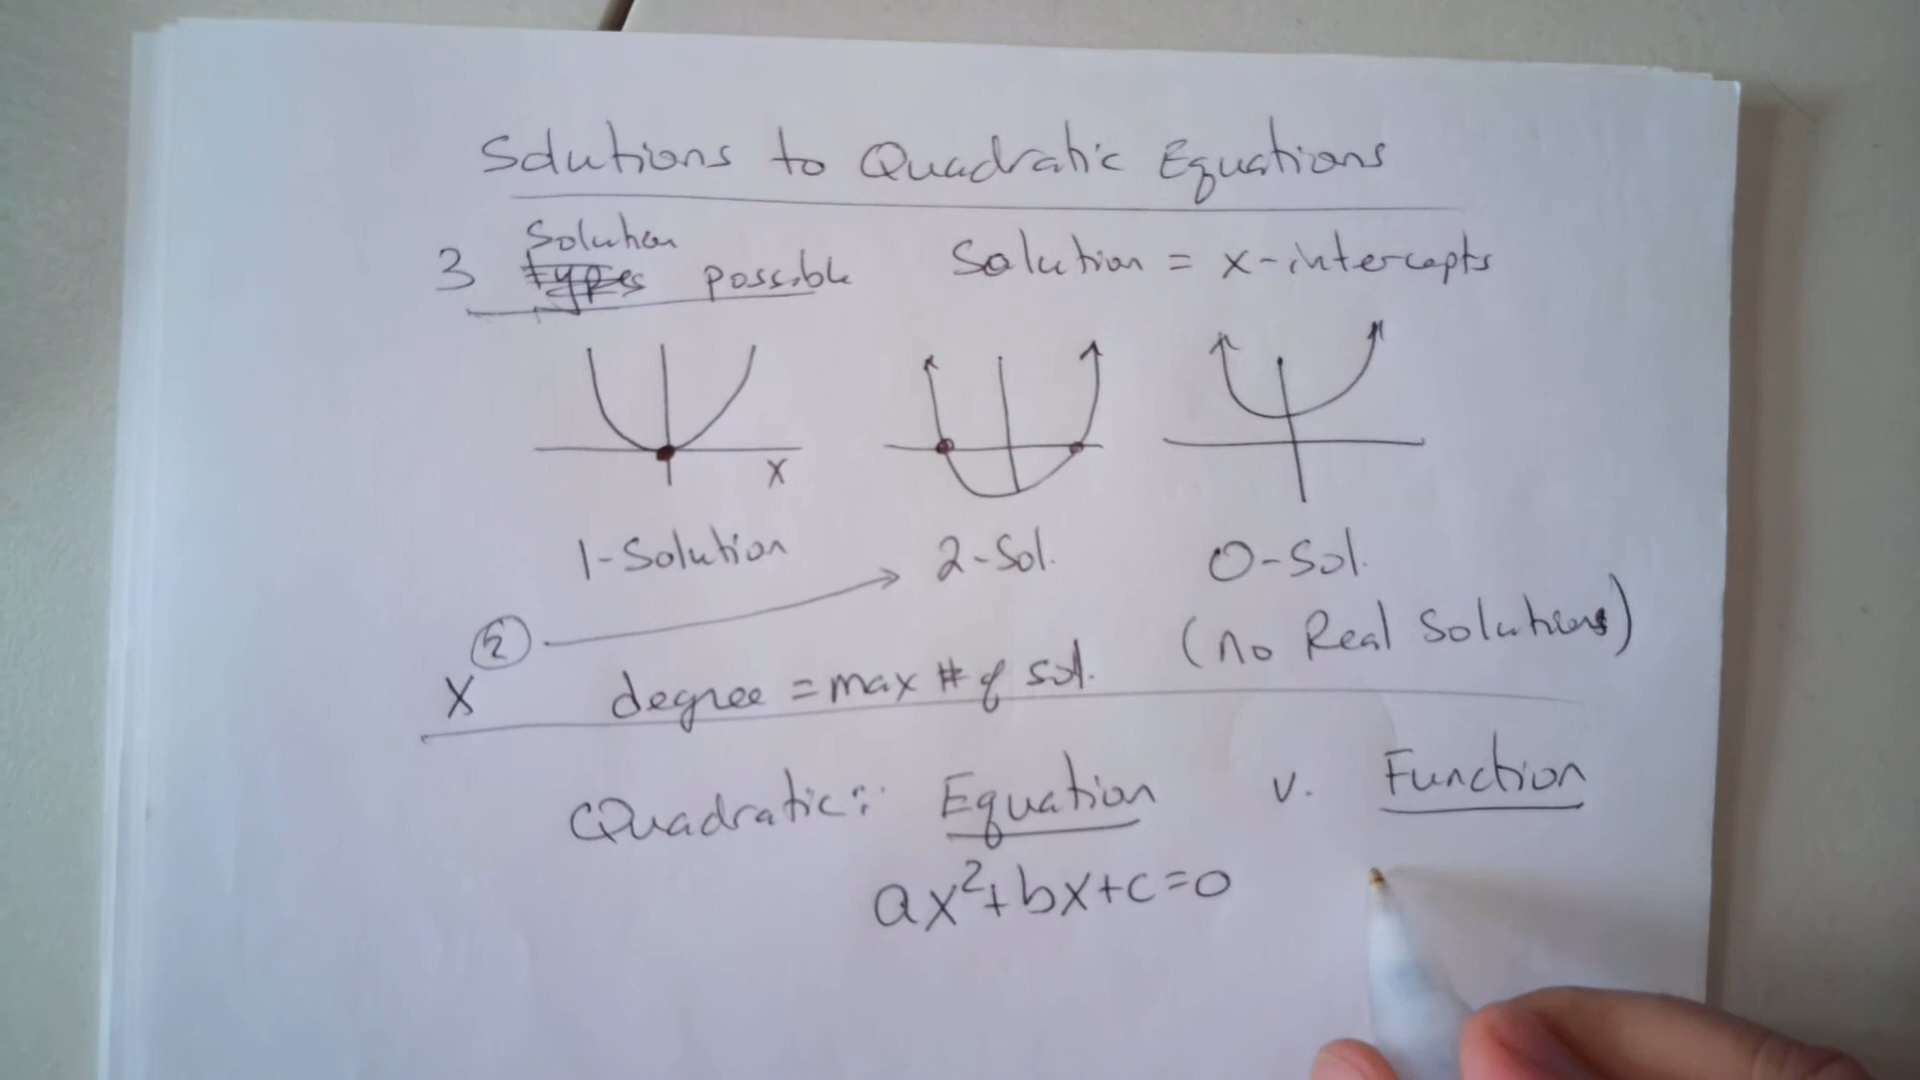 Solutions to Quadratic Equations
3 Solution types possible
Solution = x-intercepts
x
1-Solution
2-Sol.
0-Sol.
(No Real Solutions)
x² degree = max # of sol.
Quadratic: Equation v. Function
ax²+bx+c=0